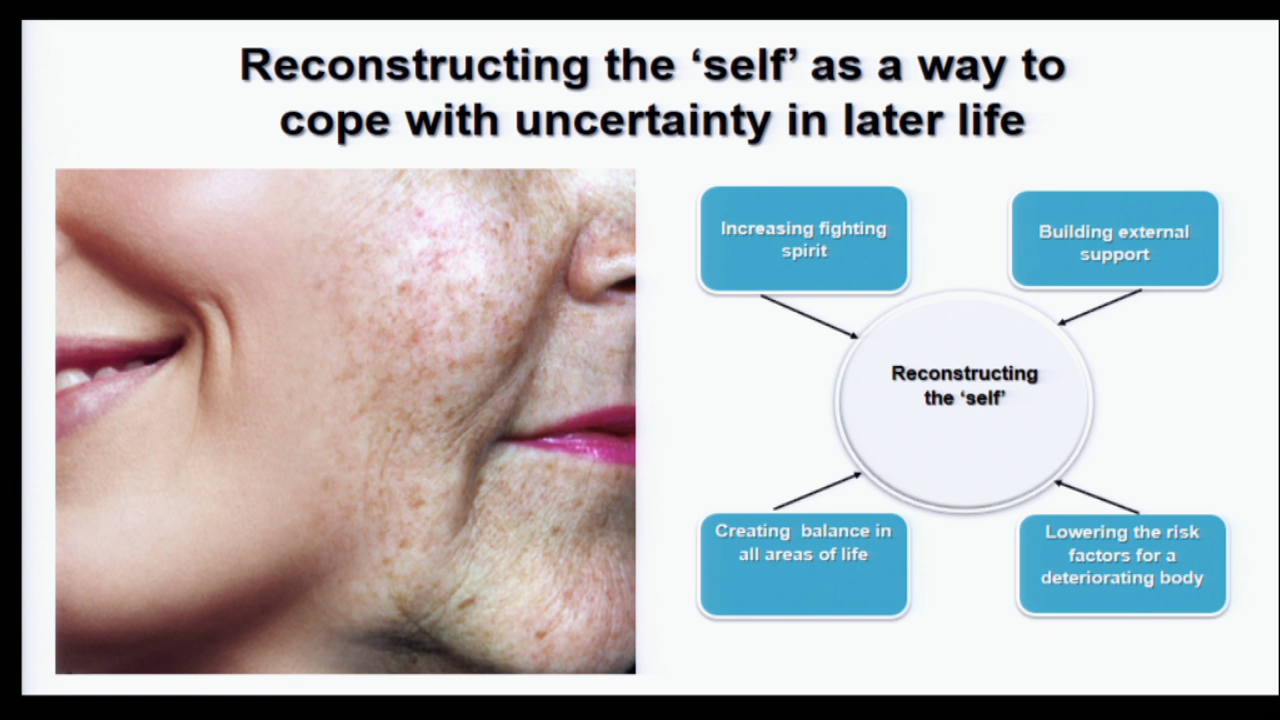 Reconstructing the ‘self’ as a way to
cope with uncertainty in later life
Increasing fighting
spirit
Building external
support
Reconstructing
the ‘self’
Creating balance in
all areas of life
Lowering the risk
factors for a
deteriorating body